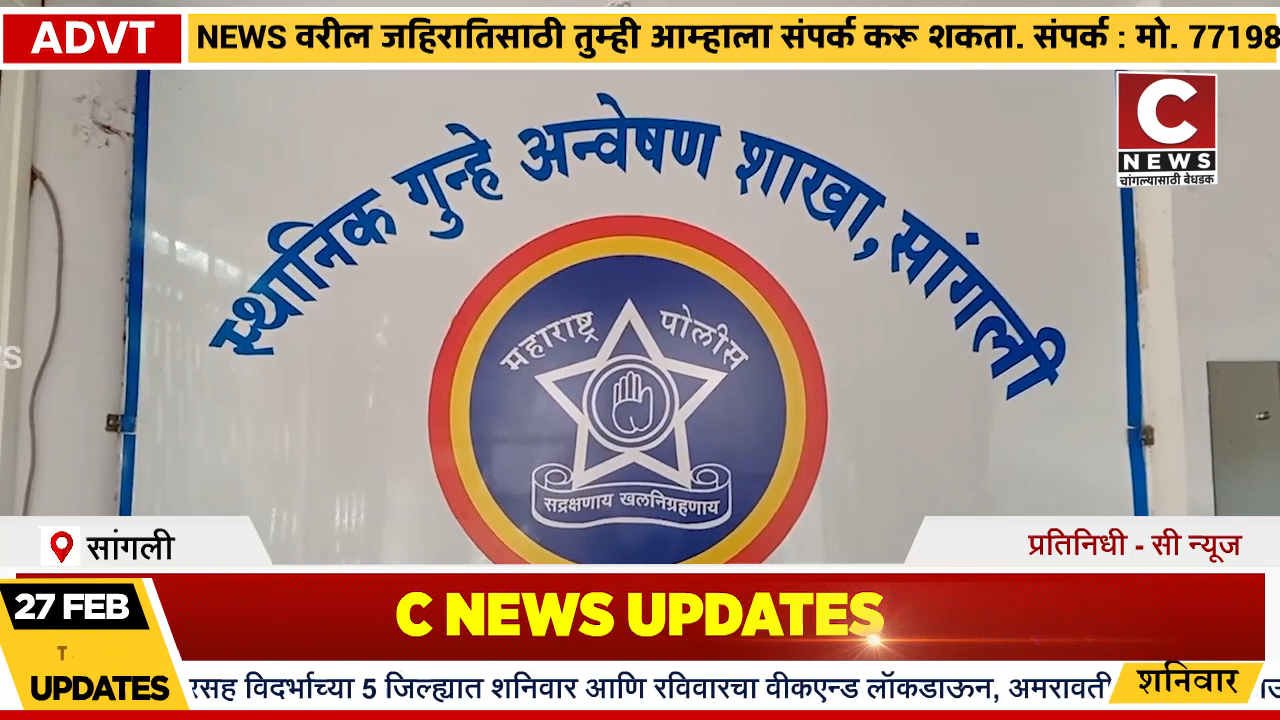 ADVT
NEWS वरील जहिरातिसाठी तुम्ही आम्हाला संपर्क करू शकता. संपर्क : मो. 77198
C
NEWS
चांगल्यासाठी बेधडक
स्थानिक गुन्हे अन्वेषण शाखा, सांगली
महाराष्ट्र पोलीस
सद्रक्षणाय खलनिग्रहणाय
सांगली
प्रतिनिधी - सी न्यूज
27 FEB
C NEWS UPDATES
T
UPDATES
विदर्भाच्या 5 जिल्ह्यात शनिवार आणि रविवारचा वीकएन्ड लॉकडाऊन, अमरावती
शनिवार